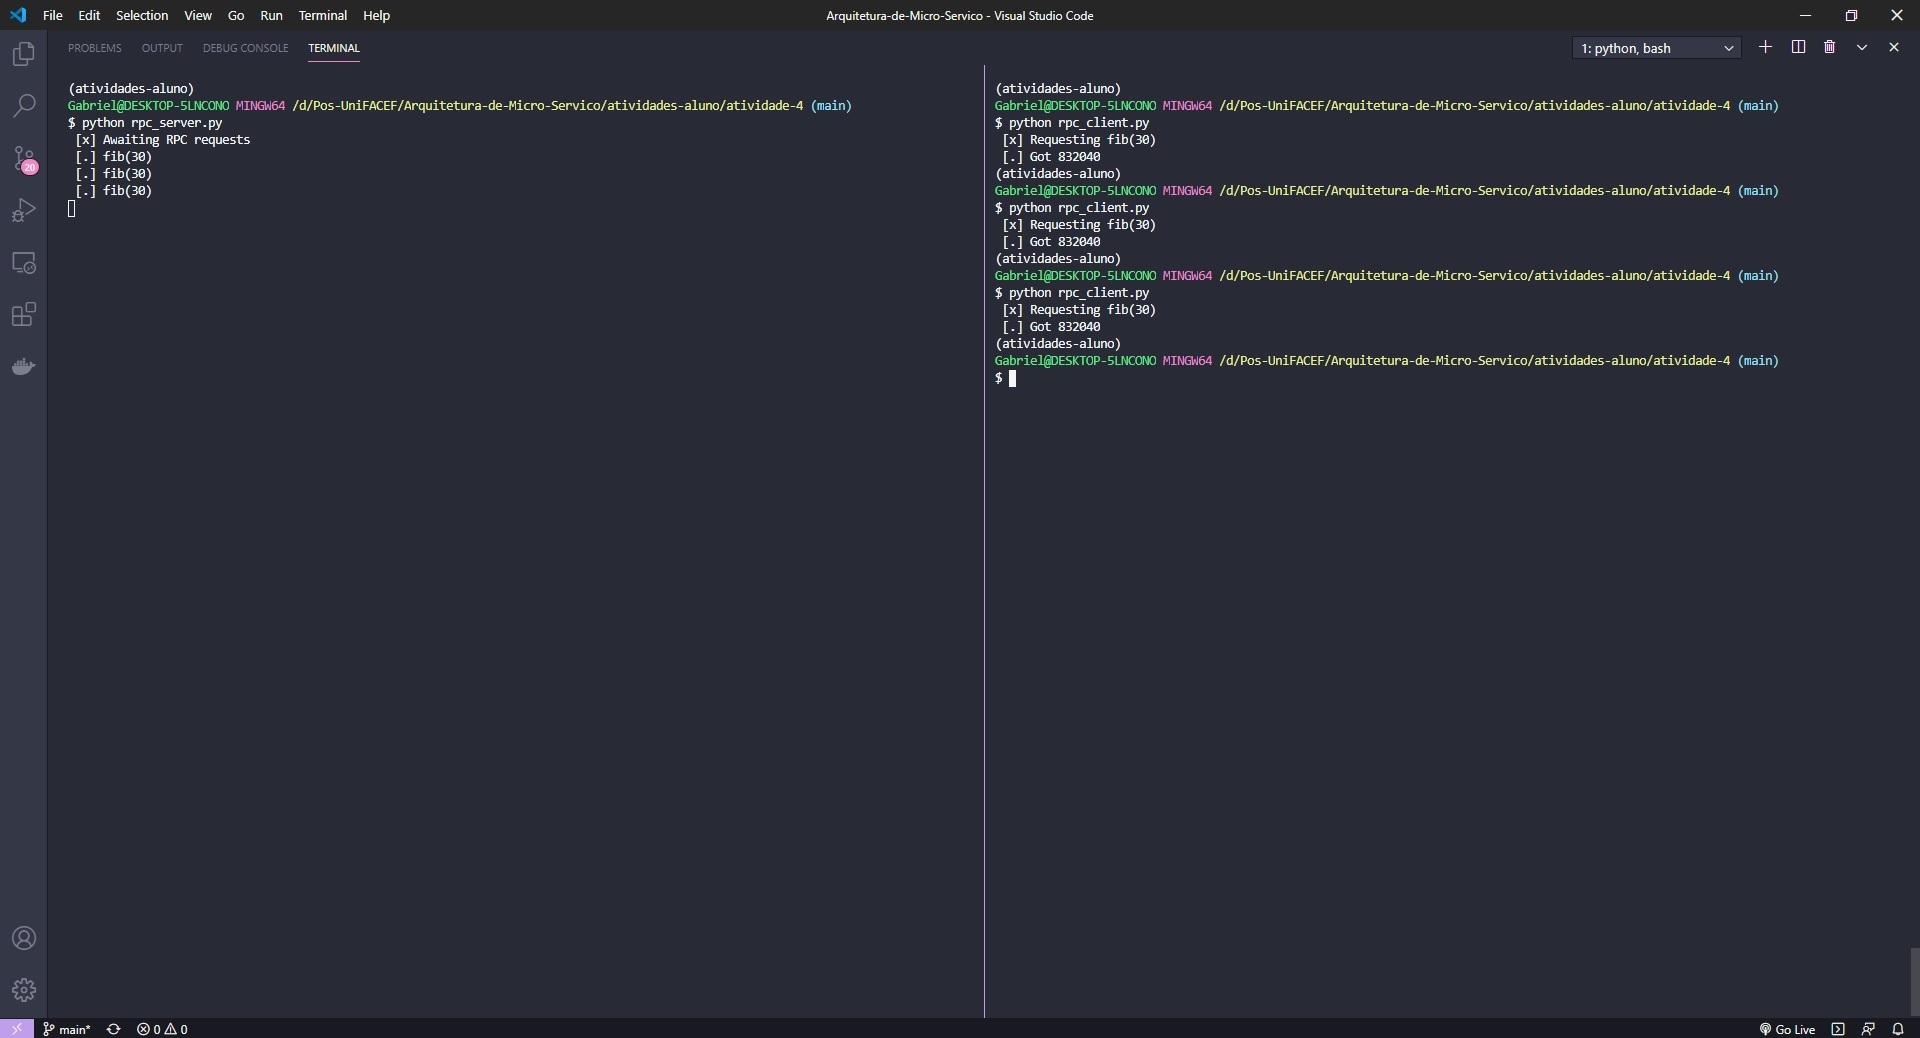 File Edit Selection View Go Run Terminal Help
Arquitetura-de-Micro-Servico - Visual Studio Code
PROBLEMS OUTPUT DEBUG CONSOLE TERMINAL
1: python, bash
(atividades-aluno)
Gabriel@DESKTOP-5LNCONO MINGW64 /d/Pos-UniFACEF/Arquitetura-de-Micro-Servico/atividades-aluno/atividade-4 (main)
$ python rpc_server.py
[x] Awaiting RPC requests
[.] fib(30)
[.] fib(30)
[.] fib(30)
(atividades-aluno)
Gabriel@DESKTOP-5LNCONO MINGW64 /d/Pos-UniFACEF/Arquitetura-de-Micro-Servico/atividades-aluno/atividade-4 (main)
$ python rpc_client.py
[x] Requesting fib(30)
[.] Got 832040
(atividades-aluno)
Gabriel@DESKTOP-5LNCONO MINGW64 /d/Pos-UniFACEF/Arquitetura-de-Micro-Servico/atividades-aluno/atividade-4 (main)
$ python rpc_client.py
[x] Requesting fib(30)
[.] Got 832040
(atividades-aluno)
Gabriel@DESKTOP-5LNCONO MINGW64 /d/Pos-UniFACEF/Arquitetura-de-Micro-Servico/atividades-aluno/atividade-4 (main)
$ python rpc_client.py
[x] Requesting fib(30)
[.] Got 832040
(atividades-aluno)
Gabriel@DESKTOP-5LNCONO MINGW64 /d/Pos-UniFACEF/Arquitetura-de-Micro-Servico/atividades-aluno/atividade-4 (main)
$
20
main* 0 0
Go Live